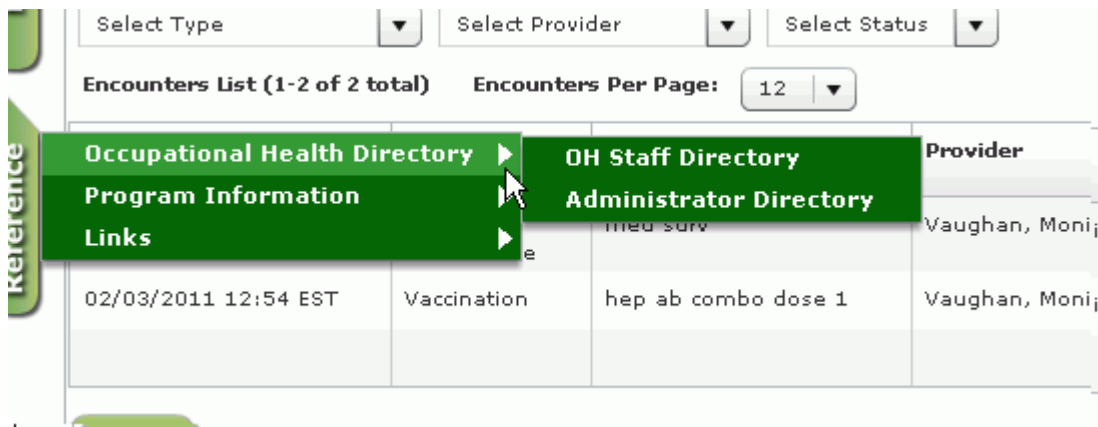 Select Type Select Provider Select Status
Encounters List (1-2 of 2 total) Encounters Per Page: 12
Reference
Occupational Health Directory OH Staff Directory Provider
Program Information Administrator Directory
Links med surv Vaughan, Moni
02/03/2011 12:54 EST Vaccination hep ab combo dose 1 Vaughan, Moni